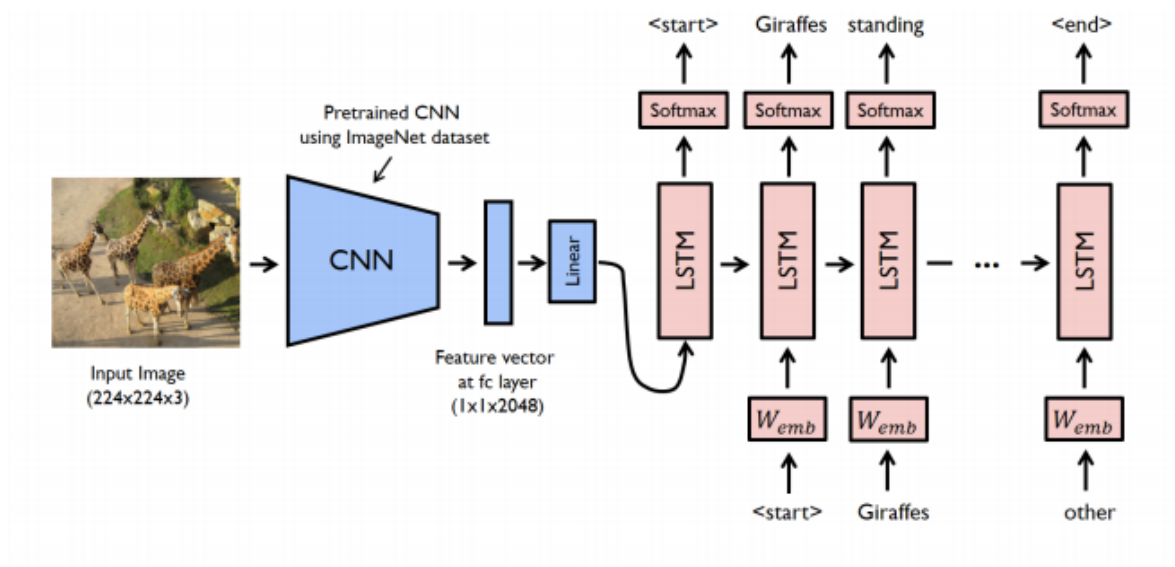 <start> Giraffes standing <end>
Softmax Softmax Softmax Softmax
Pretrained CNN
using ImageNet dataset
CNN
Linear
LSTM LSTM LSTM ... LSTM
Input Image
(224x224x3)
Feature vector
at fc layer
(1x1x2048)
W_emb W_emb W_emb
<start> Giraffes other